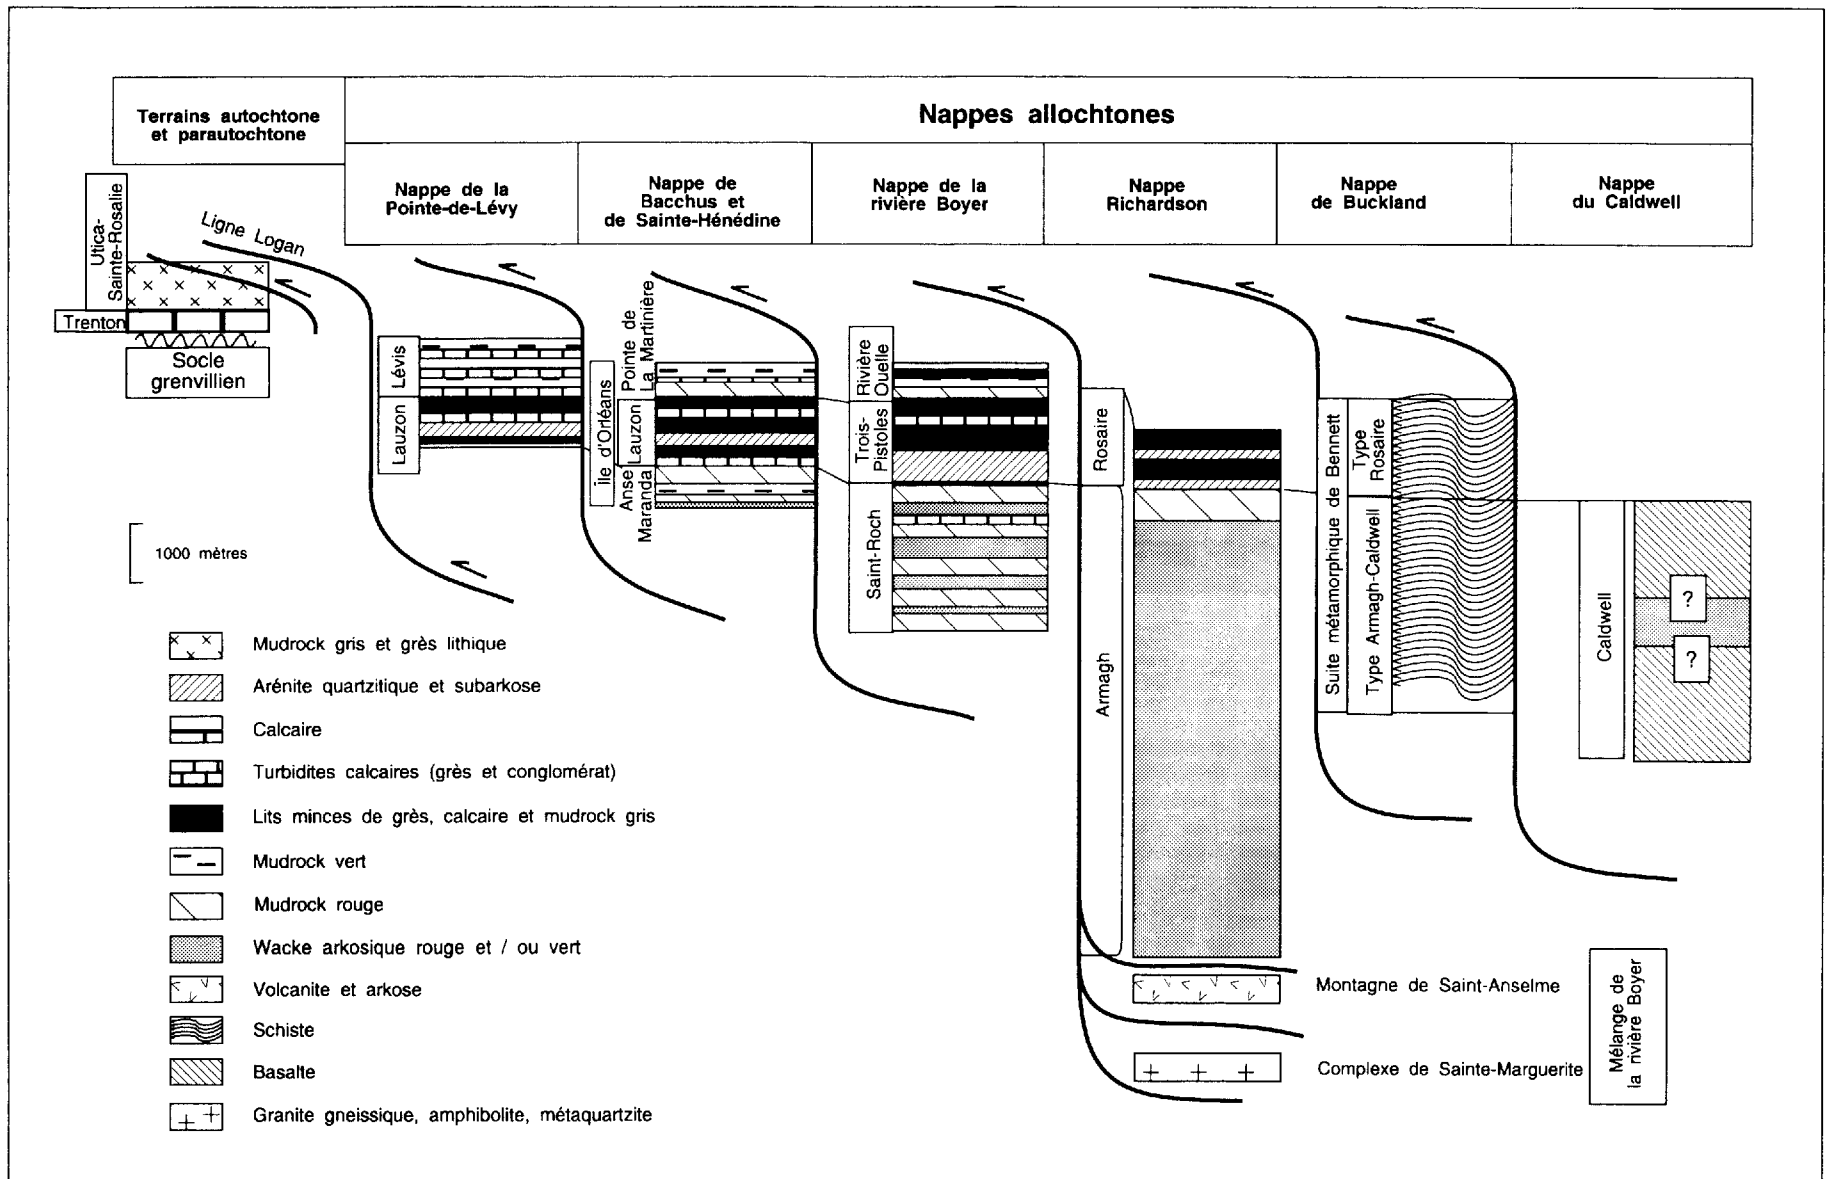 Terrains autochtone
et parautochtone
Nappes allochtones
Nappe de la
Pointe-de-Lévy
Nappe de
Bacchus et
de Sainte-Hénédine
Nappe de la
rivière Boyer
Nappe
Richardson
Nappe
de Buckland
Nappe
du Caldwell
Utica-
Sainte-Rosalie
Trenton
Socle
grenvillien
Ligne Logan
Lévis
Lauzon
Île d'Orléans
Pointe de
La Martinière
Lauzon
Anse
Maranda
Rivière
Ouelle
Trois-
Pistoles
Saint-Roch
Rosaire
Armagh
Suite métamorphique de Bennett
Type
Rosaire
Type Armagh-Caldwell
Caldwell
?
?
1000 mètres
Mudrock gris et grès lithique
Arénite quartzitique et subarkose
Calcaire
Turbidites calcaires (grès et conglomérat)
Lits minces de grès, calcaire et mudrock gris
Mudrock vert
Mudrock rouge
Wacke arkosique rouge et / ou vert
Volcanite et arkose
Schiste
Basalte
Granite gneissique, amphibolite, métaquartzite
Montagne de Saint-Anselme
Complexe de Sainte-Marguerite
Mélange de
la rivière Boyer